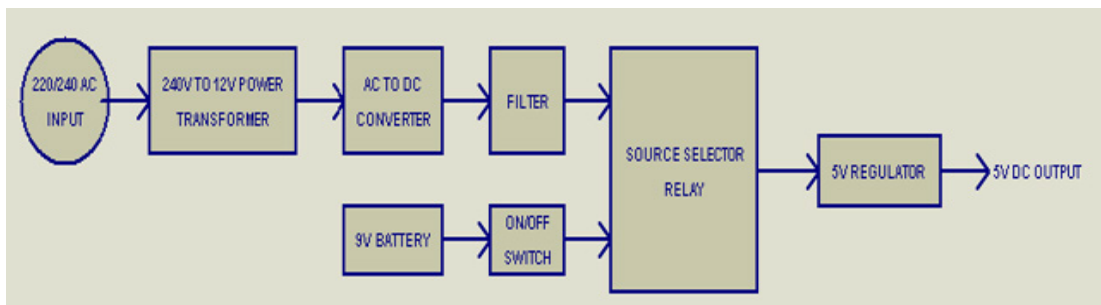 220/240 AC
INPUT
240V TO 12V POWER
TRANSFORMER
AC TO DC
CONVERTER
FILTER
SOURCE SELECTOR
RELAY
5V REGULATOR
5V DC OUTPUT
9V BATTERY
ON/OFF
SWITCH